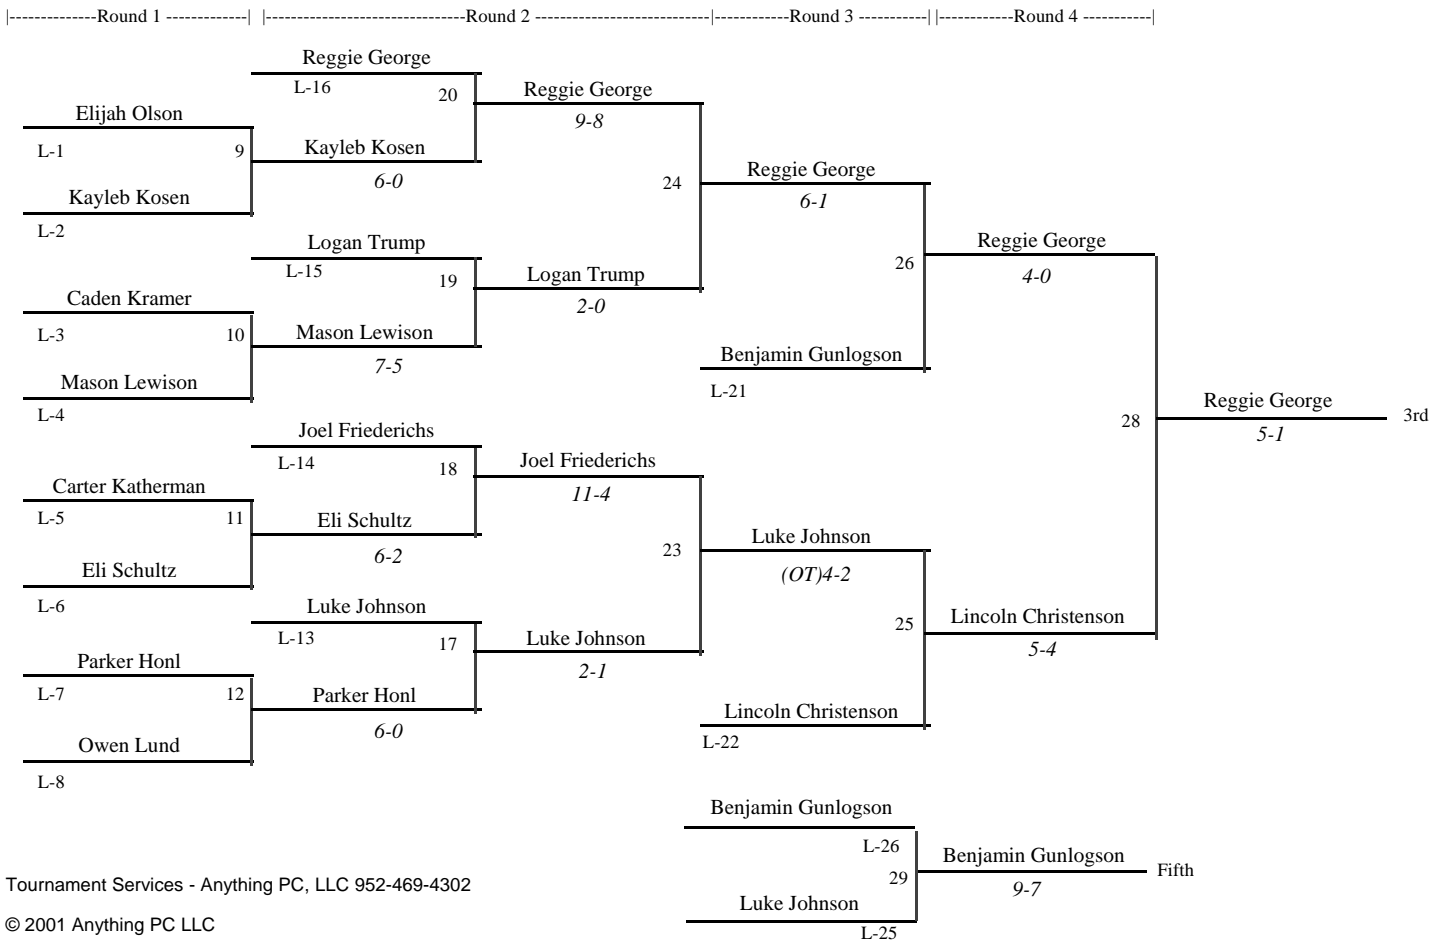 |--------------Round 1 -------------| |--------------------------------Round 2 --------------------------|------------Round 3 -----------| |------------Round 4 -----------|
Reggie George
L-16
20
Reggie George
9-8
Elijah Olson
L-1
9
Kayleb Kosen
6-0
Kayleb Kosen
L-2
24
Reggie George
6-1
Logan Trump
L-15
19
Logan Trump
2-0
Caden Kramer
L-3
10
Mason Lewison
7-5
Mason Lewison
L-4
26
Reggie George
4-0
Benjamin Gunlogson
L-21
28
Reggie George
3rd
5-1
Joel Friederichs
L-14
18
Joel Friederichs
11-4
Carter Katherman
L-5
11
Eli Schultz
6-2
Eli Schultz
L-6
23
Luke Johnson
(OT)4-2
Luke Johnson
L-13
17
Luke Johnson
2-1
Parker Honl
L-7
12
Parker Honl
6-0
Owen Lund
L-8
25
Lincoln Christenson
5-4
Lincoln Christenson
L-22
Benjamin Gunlogson
L-26
29
Benjamin Gunlogson
Fifth
9-7
Luke Johnson
L-25
Tournament Services - Anything PC, LLC 952-469-4302
© 2001 Anything PC LLC